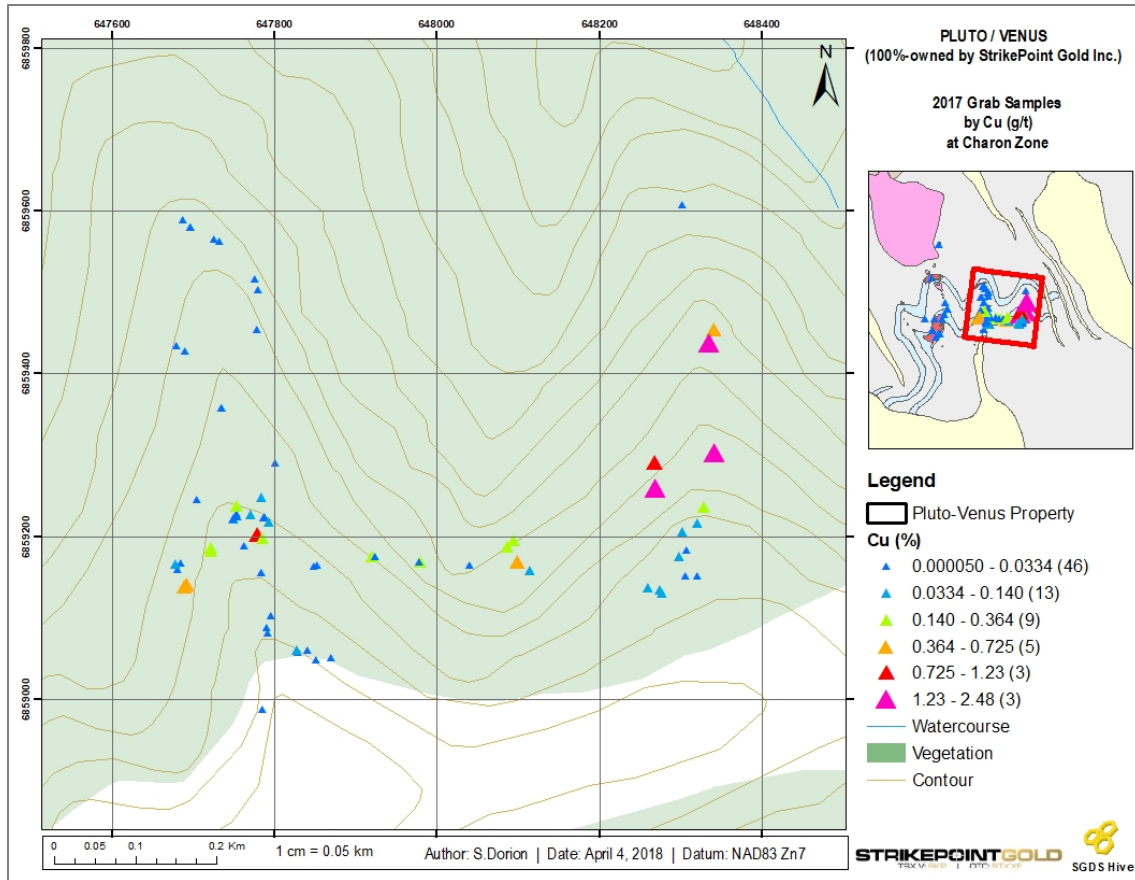 647600 647800 648000 648200 648400
6859800
6859600
685 400
6859200
6859000
N
0 0.05 0.1 0.2 Km
1 cm = 0.05 km
Author: S.Dorion | Date: April 4, 2018 | Datum: NAD83 Zn7
PLUTO / VENUS
(100%-owned by StrikePoint Gold Inc.)
2017 Grab Samples
by Cu (g/t)
at Charon Zone
Legend
Pluto-Venus Property
Cu (%)
0.000050 - 0.0334 (46)
0.0334 - 0.140 (13)
0.140 - 0.364 (9)
0.364 - 0.725 (5)
0.725 - 1.23 (3)
1.23 - 2.48 (3)
Watercourse
Vegetation
Contour
STRIKEPOINTGOLD
SGDS Hive